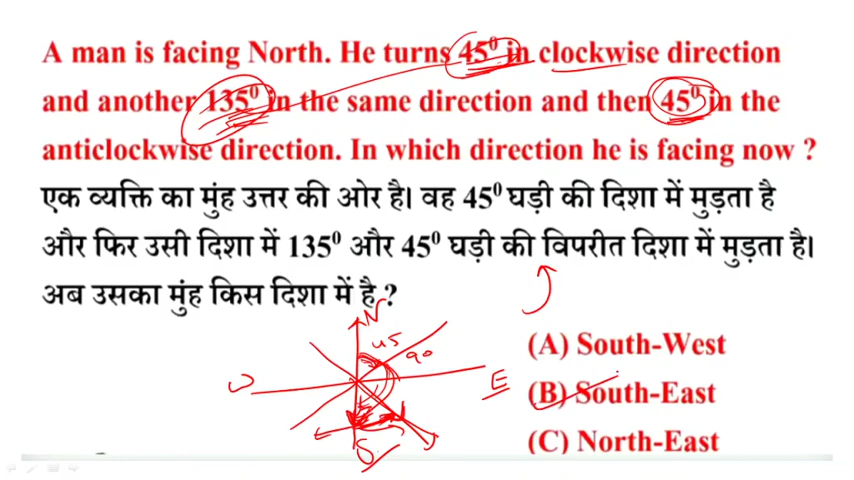 A man is facing North. He turns 45⁰ in clockwise direction
and another 135⁰ in the same direction and then 45⁰ in the
anticlockwise direction. In which direction he is facing now ?
एक व्यक्ति का मुंह उत्तर की ओर है। वह 45⁰ घड़ी की दिशा में मुड़ता है
और फिर उसी दिशा में 135⁰ और 45⁰ घड़ी की विपरीत दिशा में मुड़ता है।
अब उसका मुंह किस दिशा में है ?
N
45
90
W
E
S
(A) South-West
(B) South-East
(C) North-East